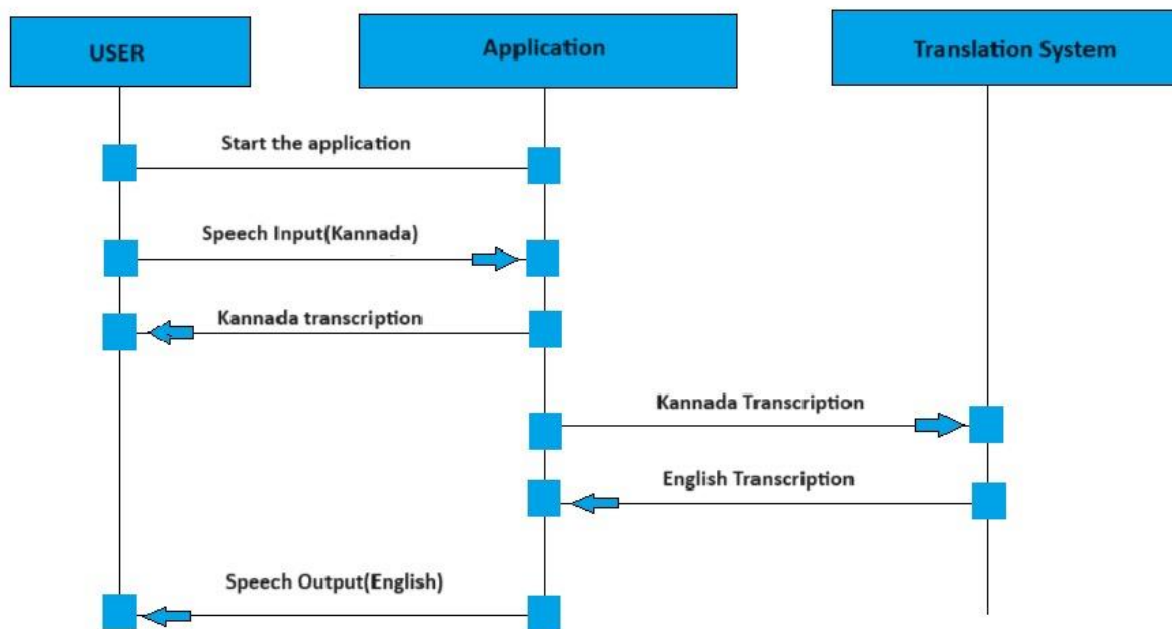 USER
Application
Translation System
Start the application
Speech Input(Kannada)
Kannada transcription
Kannada Transcription
English Transcription
Speech Output(English)